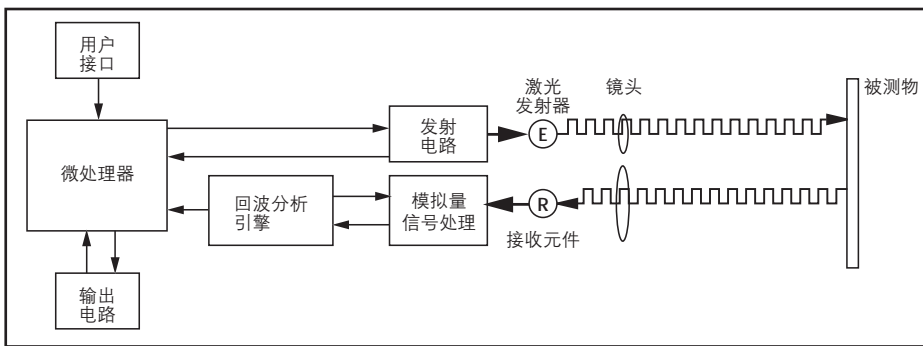 用户
接口
微处理器
输出
电路
回波分析
引擎
发射
电路
模拟量
信号处理
激光
发射器
E
镜头
被测物
R
接收元件